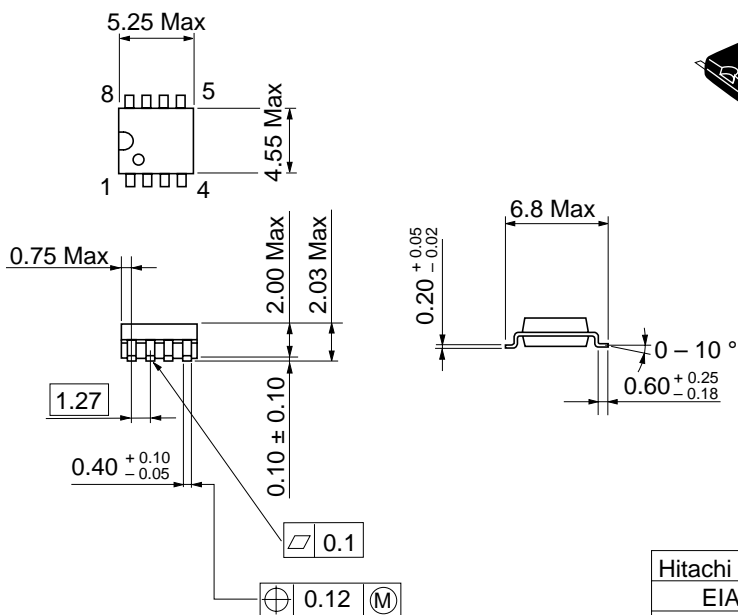 5.25 Max
8
5
4.55 Max
1
4
0.75 Max
2.00 Max
2.03 Max
6.8 Max
0.20 + 0.05 – 0.02
0 – 10 °
0.60 + 0.25 – 0.18
1.27
0.10 ± 0.10
0.40 + 0.10 – 0.05
0.1
0.12 M
Hitachi
EIA